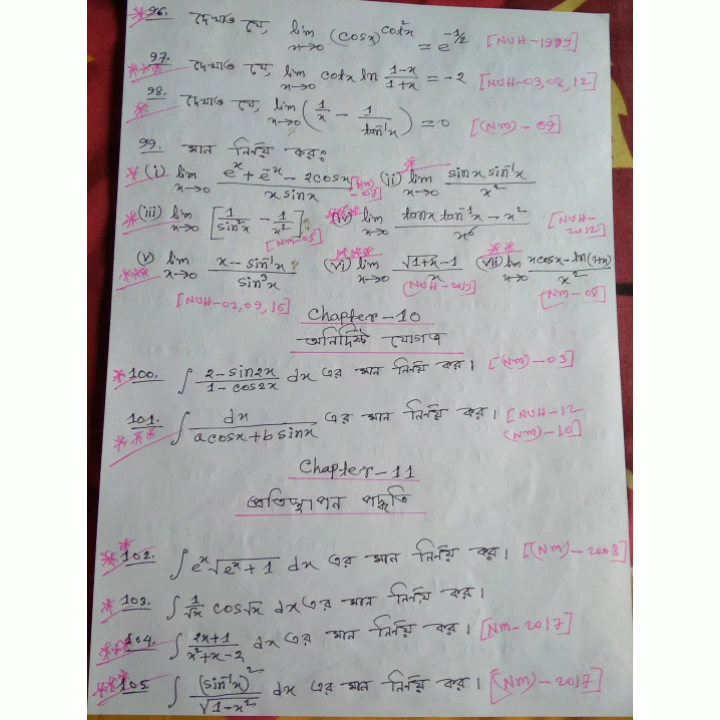 *96. দেখাও যে, lim x→0 (cosx)^cot²x = e^-1/2 [NUH-1999]
*** 97. দেখাও যে, lim x→0 cotx ln (1-x)/(1+x) = -2 [NUH-03,08,12]
* 98. দেখাও যে, lim x→0 (1/x - 1/tan⁻¹x) = 0 [(NM)-09]
99. মান নির্ণয় কর:
*(i) lim x→0 (e^x + e^-x - 2cosx)/(x sinx) [NM-07] *(ii) lim x→0 (sinx sin⁻¹x)/x²
*(iii) lim x→0 [1/sin²x - 1/x²] [NM-05] ***(iv) lim x→0 (tanx tan⁻¹x - x²)/x⁶ [NUH-2012]
***(v) lim x→0 (x - sin⁻¹x)/sin³x [NUH-02,09,15] ***(vi) lim x→0 (√(1+x) - 1)/x **(vii) lim x→0 (xcosx - ln(1+x))/x² [NM-08]
Chapter-10
অনির্দিষ্ট যোগজ
*100. ∫ (2-sin2x)/(1-cos2x) dx এর মান নির্ণয় কর। [(NM)-03]
*** 101. ∫ dx/(acosx+bsinx) এর মান নির্ণয় কর। [NUH-12
(NM)-10]
Chapter-11
প্রতিস্থাপন পদ্ধতি
*102. ∫ e^x √(e^x+1) dx এর মান নির্ণয় কর। [(NM)-2008]
*103. ∫ 1/√x cos√x dx এর মান নির্ণয় কর।
**104. ∫ (2x+1)/(x²+x-2) dx এর মান নির্ণয় কর। [NM-2017]
**105. ∫ (sin⁻¹x)²/√(1-x²) dx এর মান নির্ণয় কর। [(NM)-2017]